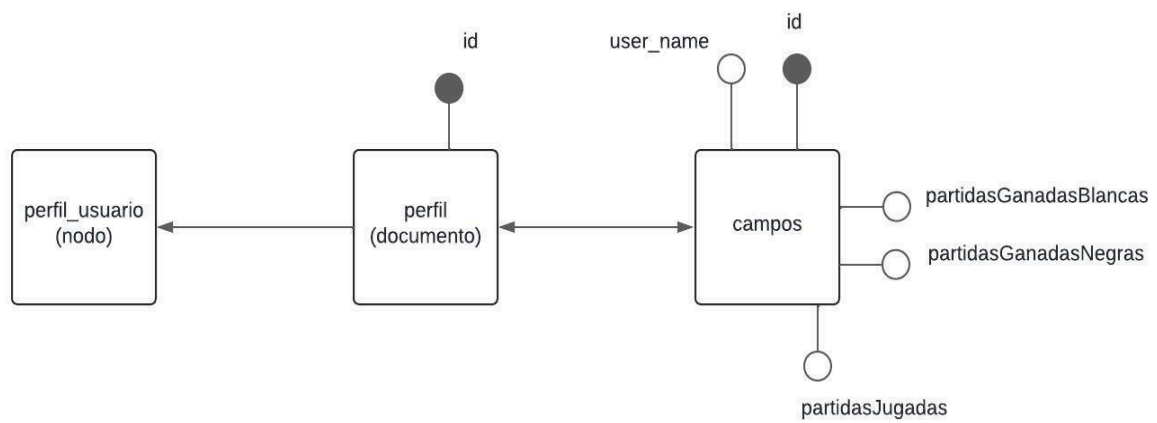 id
user_name
id
perfil_usuario
(nodo)
perfil
(documento)
campos
partidasGanadasBlancas
partidasGanadasNegras
partidasJugadas